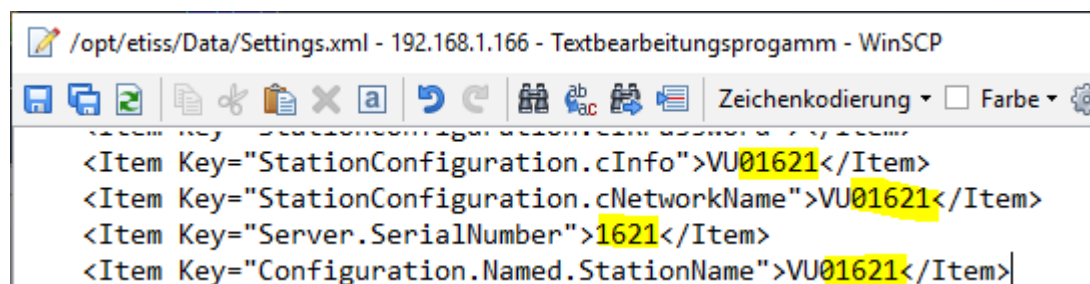 /opt/etiss/Data/Settings.xml - 192.168.1.166 - Textbearbeitungsprogamm - WinSCP
Zeichenkodierung Farbe
<Item Key="StationConfiguration.cInfo">VU01621</Item>
<Item Key="StationConfiguration.cNetworkName">VU01621</Item>
<Item Key="Server.SerialNumber">1621</Item>
<Item Key="Configuration.Named.StationName">VU01621</Item>